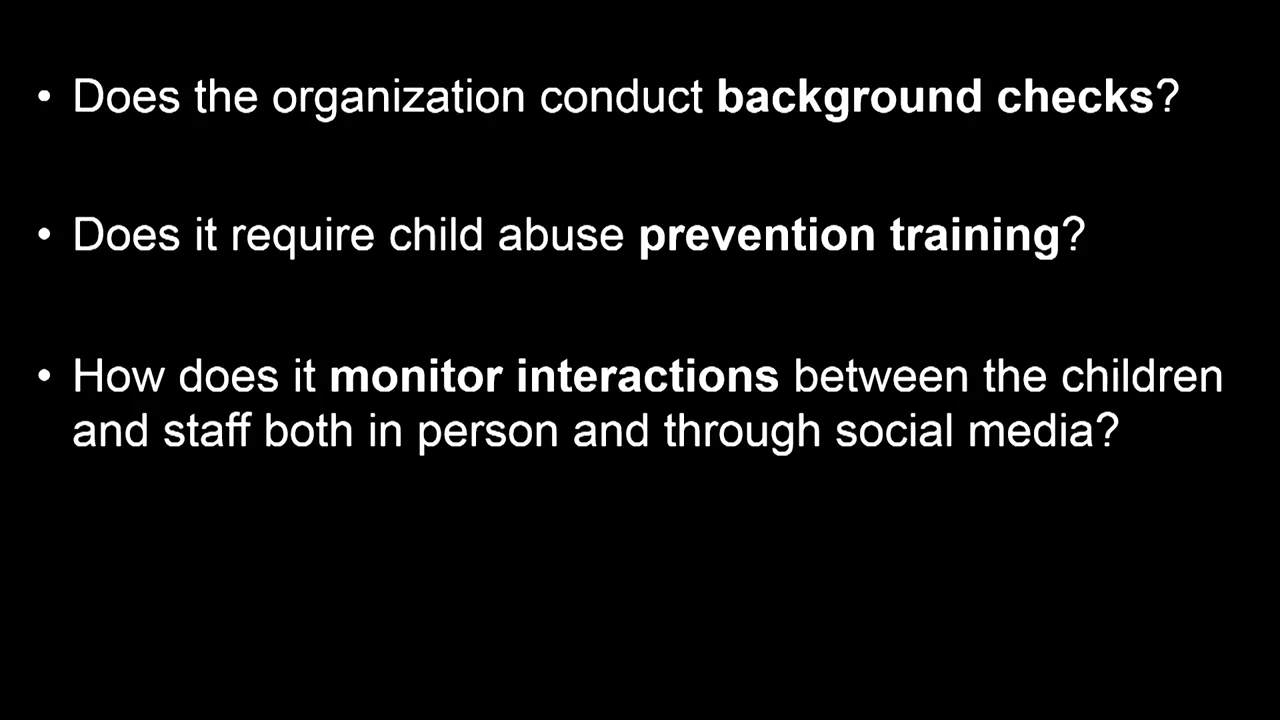 • Does the organization conduct background checks?
• Does it require child abuse prevention training?
• How does it monitor interactions between the children
and staff both in person and through social media?